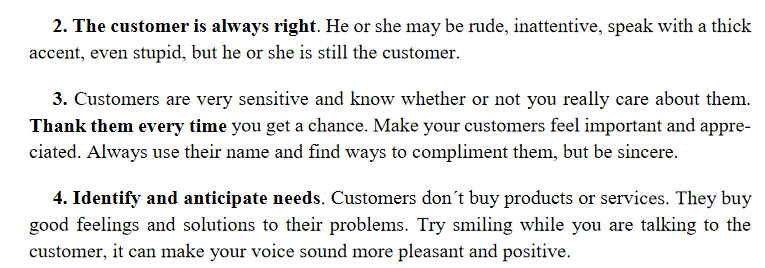 2. The customer is always right. He or she may be rude, inattentive, speak with a thick
accent, even stupid, but he or she is still the customer.
3. Customers are very sensitive and know whether or not you really care about them.
Thank them every time you get a chance. Make your customers feel important and appre-
ciated. Always use their name and find ways to compliment them, but be sincere.
4. Identify and anticipate needs. Customers don´t buy products or services. They buy
good feelings and solutions to their problems. Try smiling while you are talking to the
customer, it can make your voice sound more pleasant and positive.